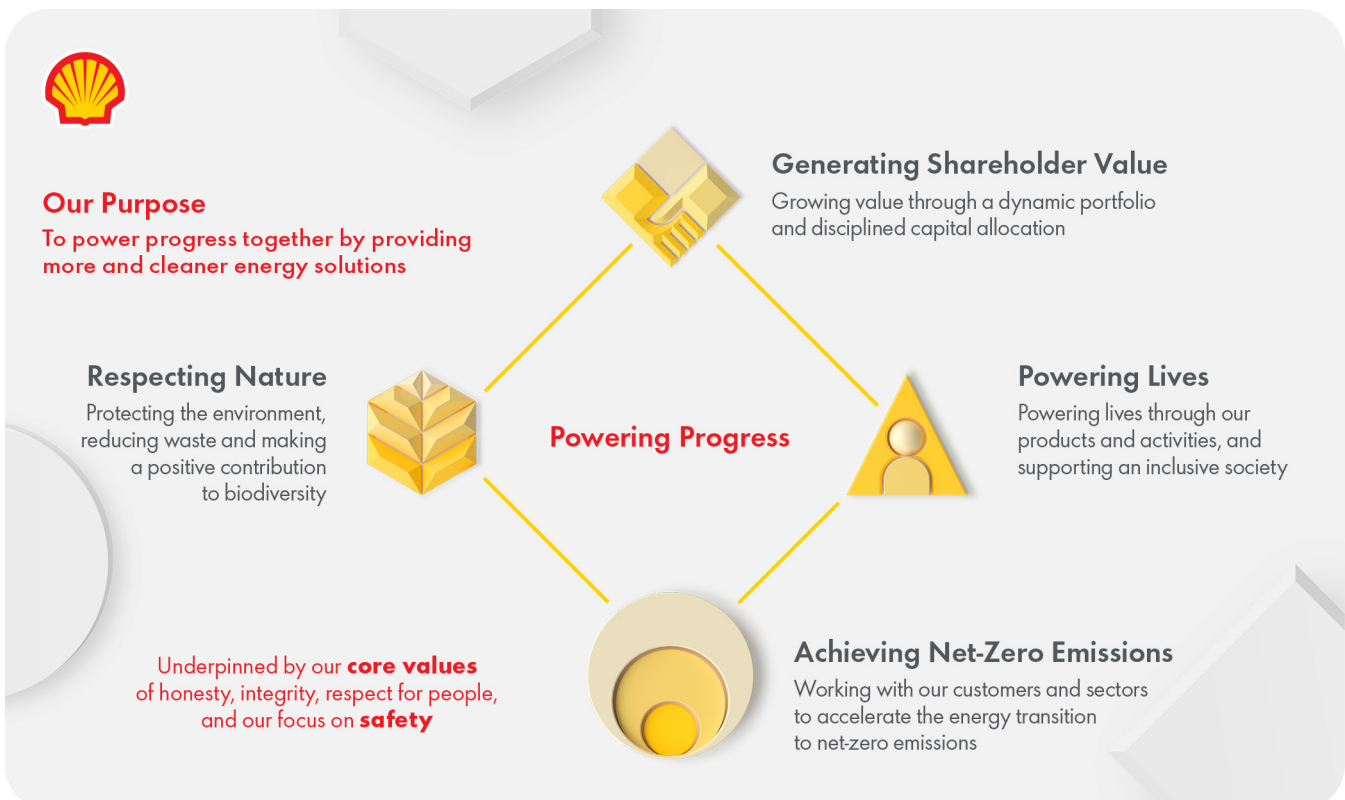 Our Purpose
To power progress together by providing
more and cleaner energy solutions
Generating Shareholder Value
Growing value through a dynamic portfolio
and disciplined capital allocation
Respecting Nature
Protecting the environment,
reducing waste and making
a positive contribution
to biodiversity
Powering Progress
Powering Lives
Powering lives through our
products and activities, and
supporting an inclusive society
Underpinned by our core values
of honesty, integrity, respect for people,
and our focus on safety
Achieving Net-Zero Emissions
Working with our customers and sectors
to accelerate the energy transition
to net-zero emissions